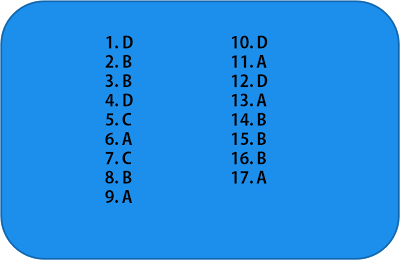 1. D
2. B
3. B
4. D
5. C
6. A
7. C
8. B
9. A
10. D
11. A
12. D
13. A
14. B
15. B
16. B
17. A